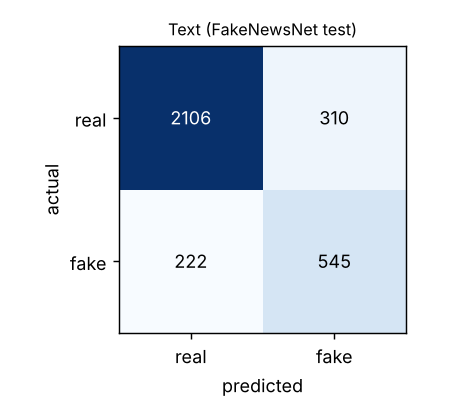 Text (FakeNewsNet test)
real
2106
310
actual
fake
222
545
real
fake
predicted